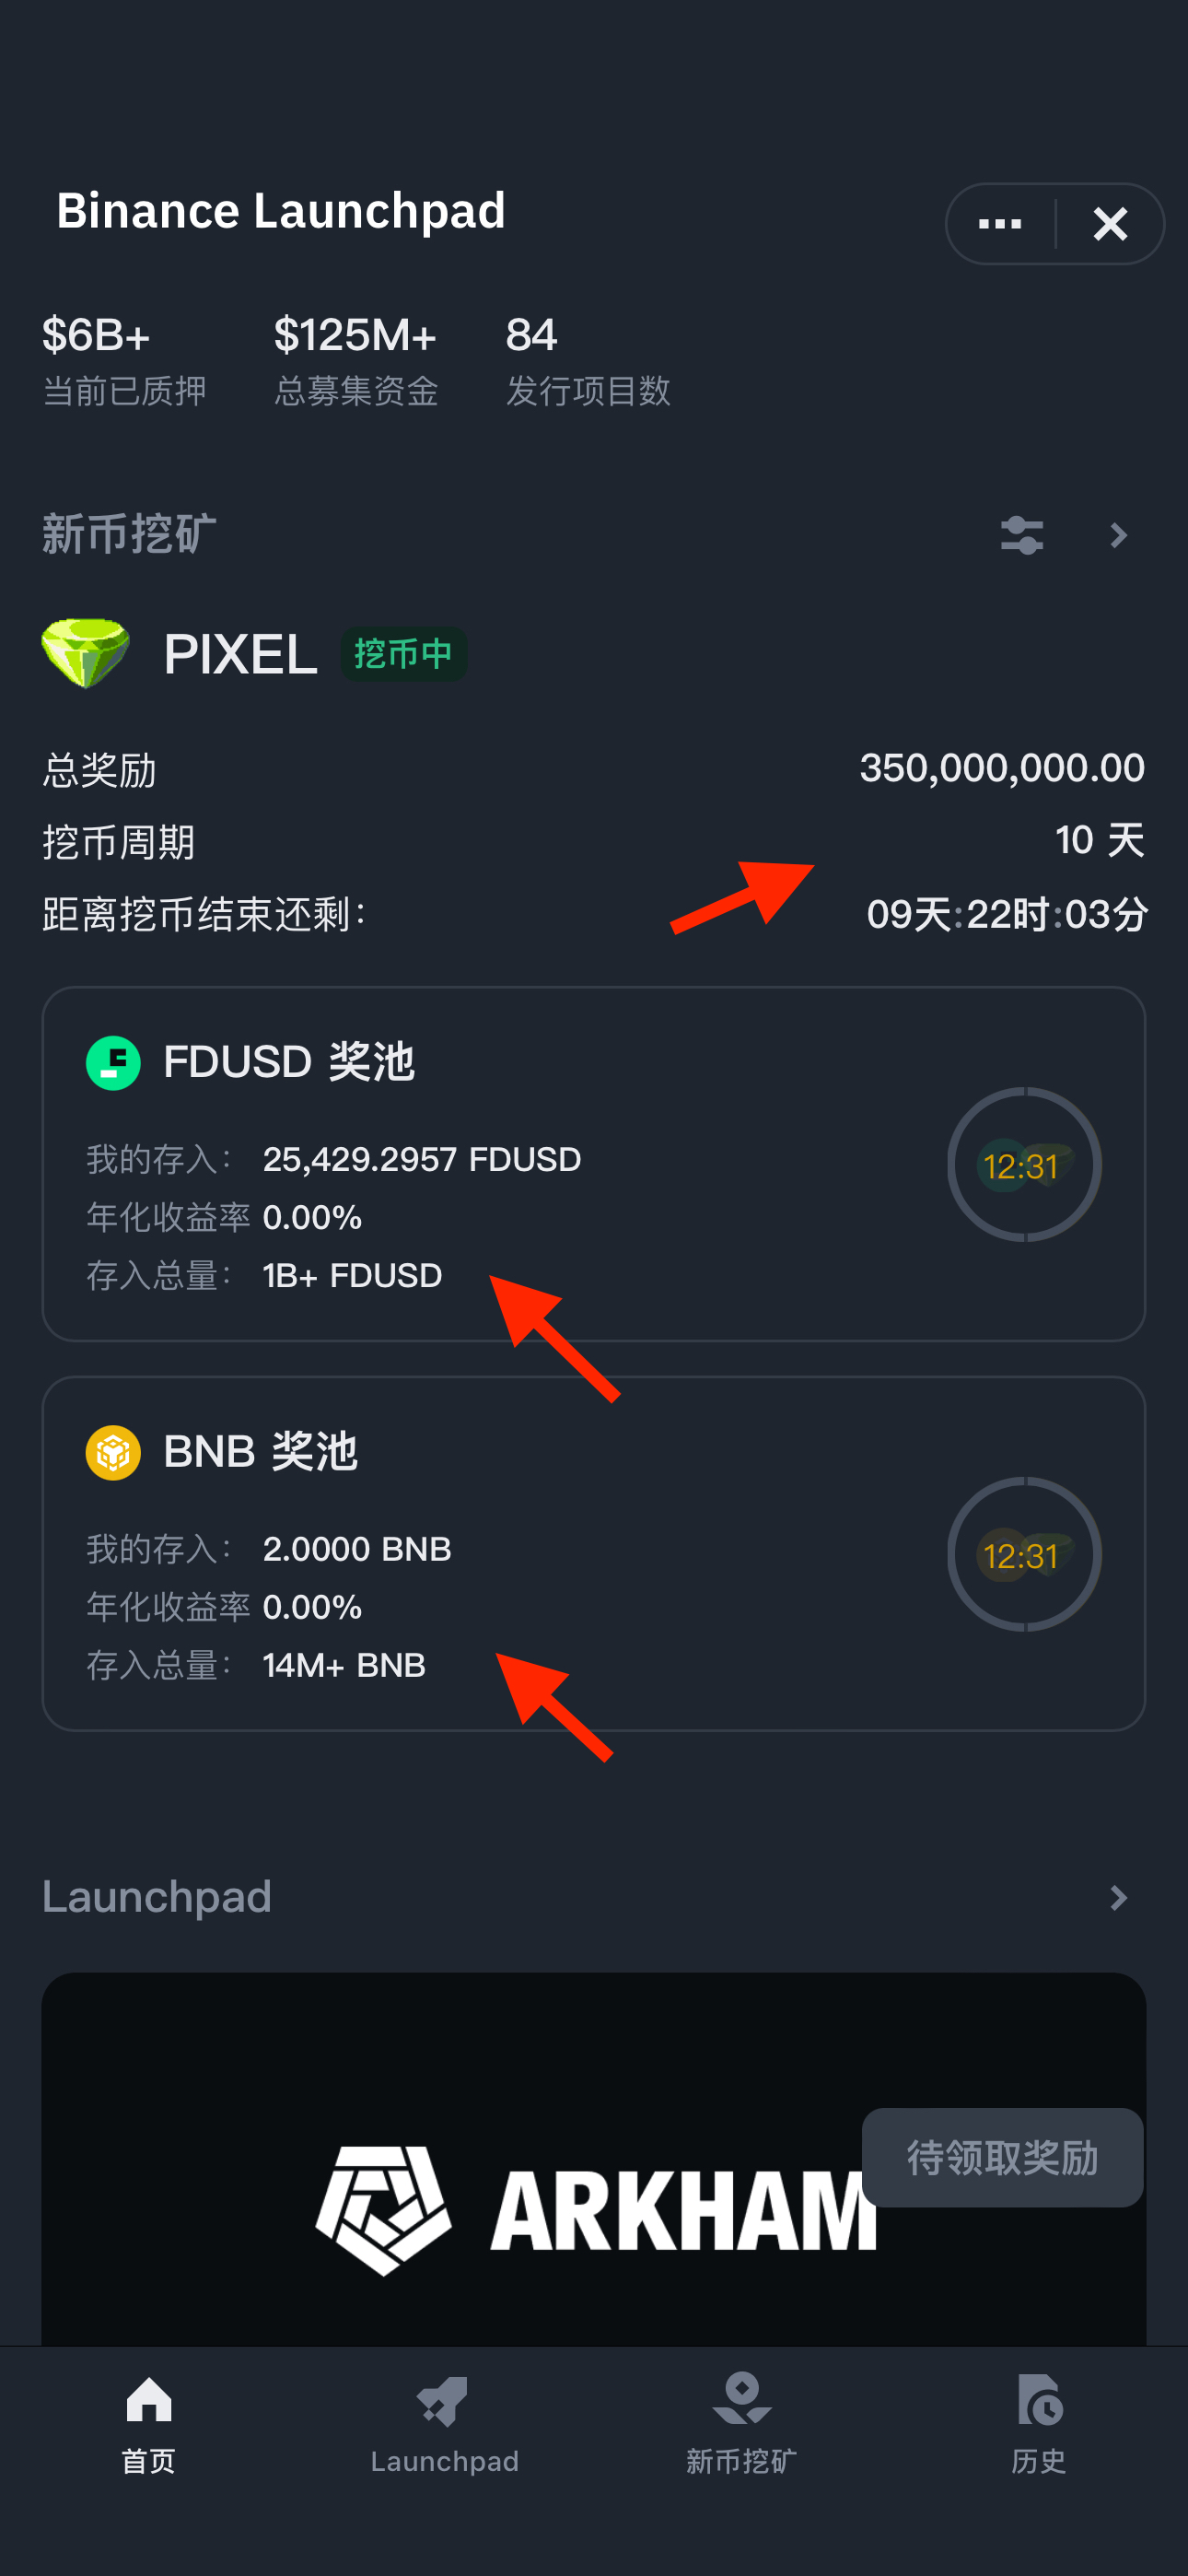 Binance Launchpad
$6B+ $125M+ 84
当前已质押 总募集资金 发行项目数
新币挖矿
PIXEL 挖币中
总奖励 350,000,000.00
挖币周期 10 天
距离挖币结束还剩: 09天:22时:03分
FDUSD 奖池
我的存入: 25,429.2957 FDUSD
12:31
年化收益率 0.00%
存入总量: 1B+ FDUSD
BNB 奖池
我的存入: 2.0000 BNB
12:31
年化收益率 0.00%
存入总量: 14M+ BNB
Launchpad
待领取奖励
ARKHAM
首页 Launchpad 新币挖矿 历史